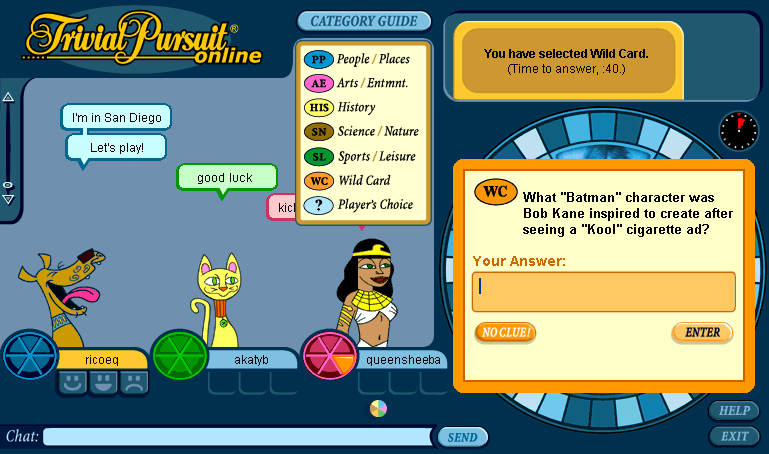 Trivial Pursuit®
online
CATEGORY GUIDE
PP People / Places
AE Arts / Entmnt.
HIS History
SN Science / Nature
SL Sports / Leisure
WC Wild Card
? Player's Choice
You have selected Wild Card.
(Time to answer, :40.)
I'm in San Diego
Let's play!
good luck
kick
WC
What "Batman" character was
Bob Kane inspired to create after
seeing a "Kool" cigarette ad?
Your Answer:
NO CLUE!
ENTER
ricoeq
akatyb
queensheeba
HELP
Chat:
SEND
EXIT